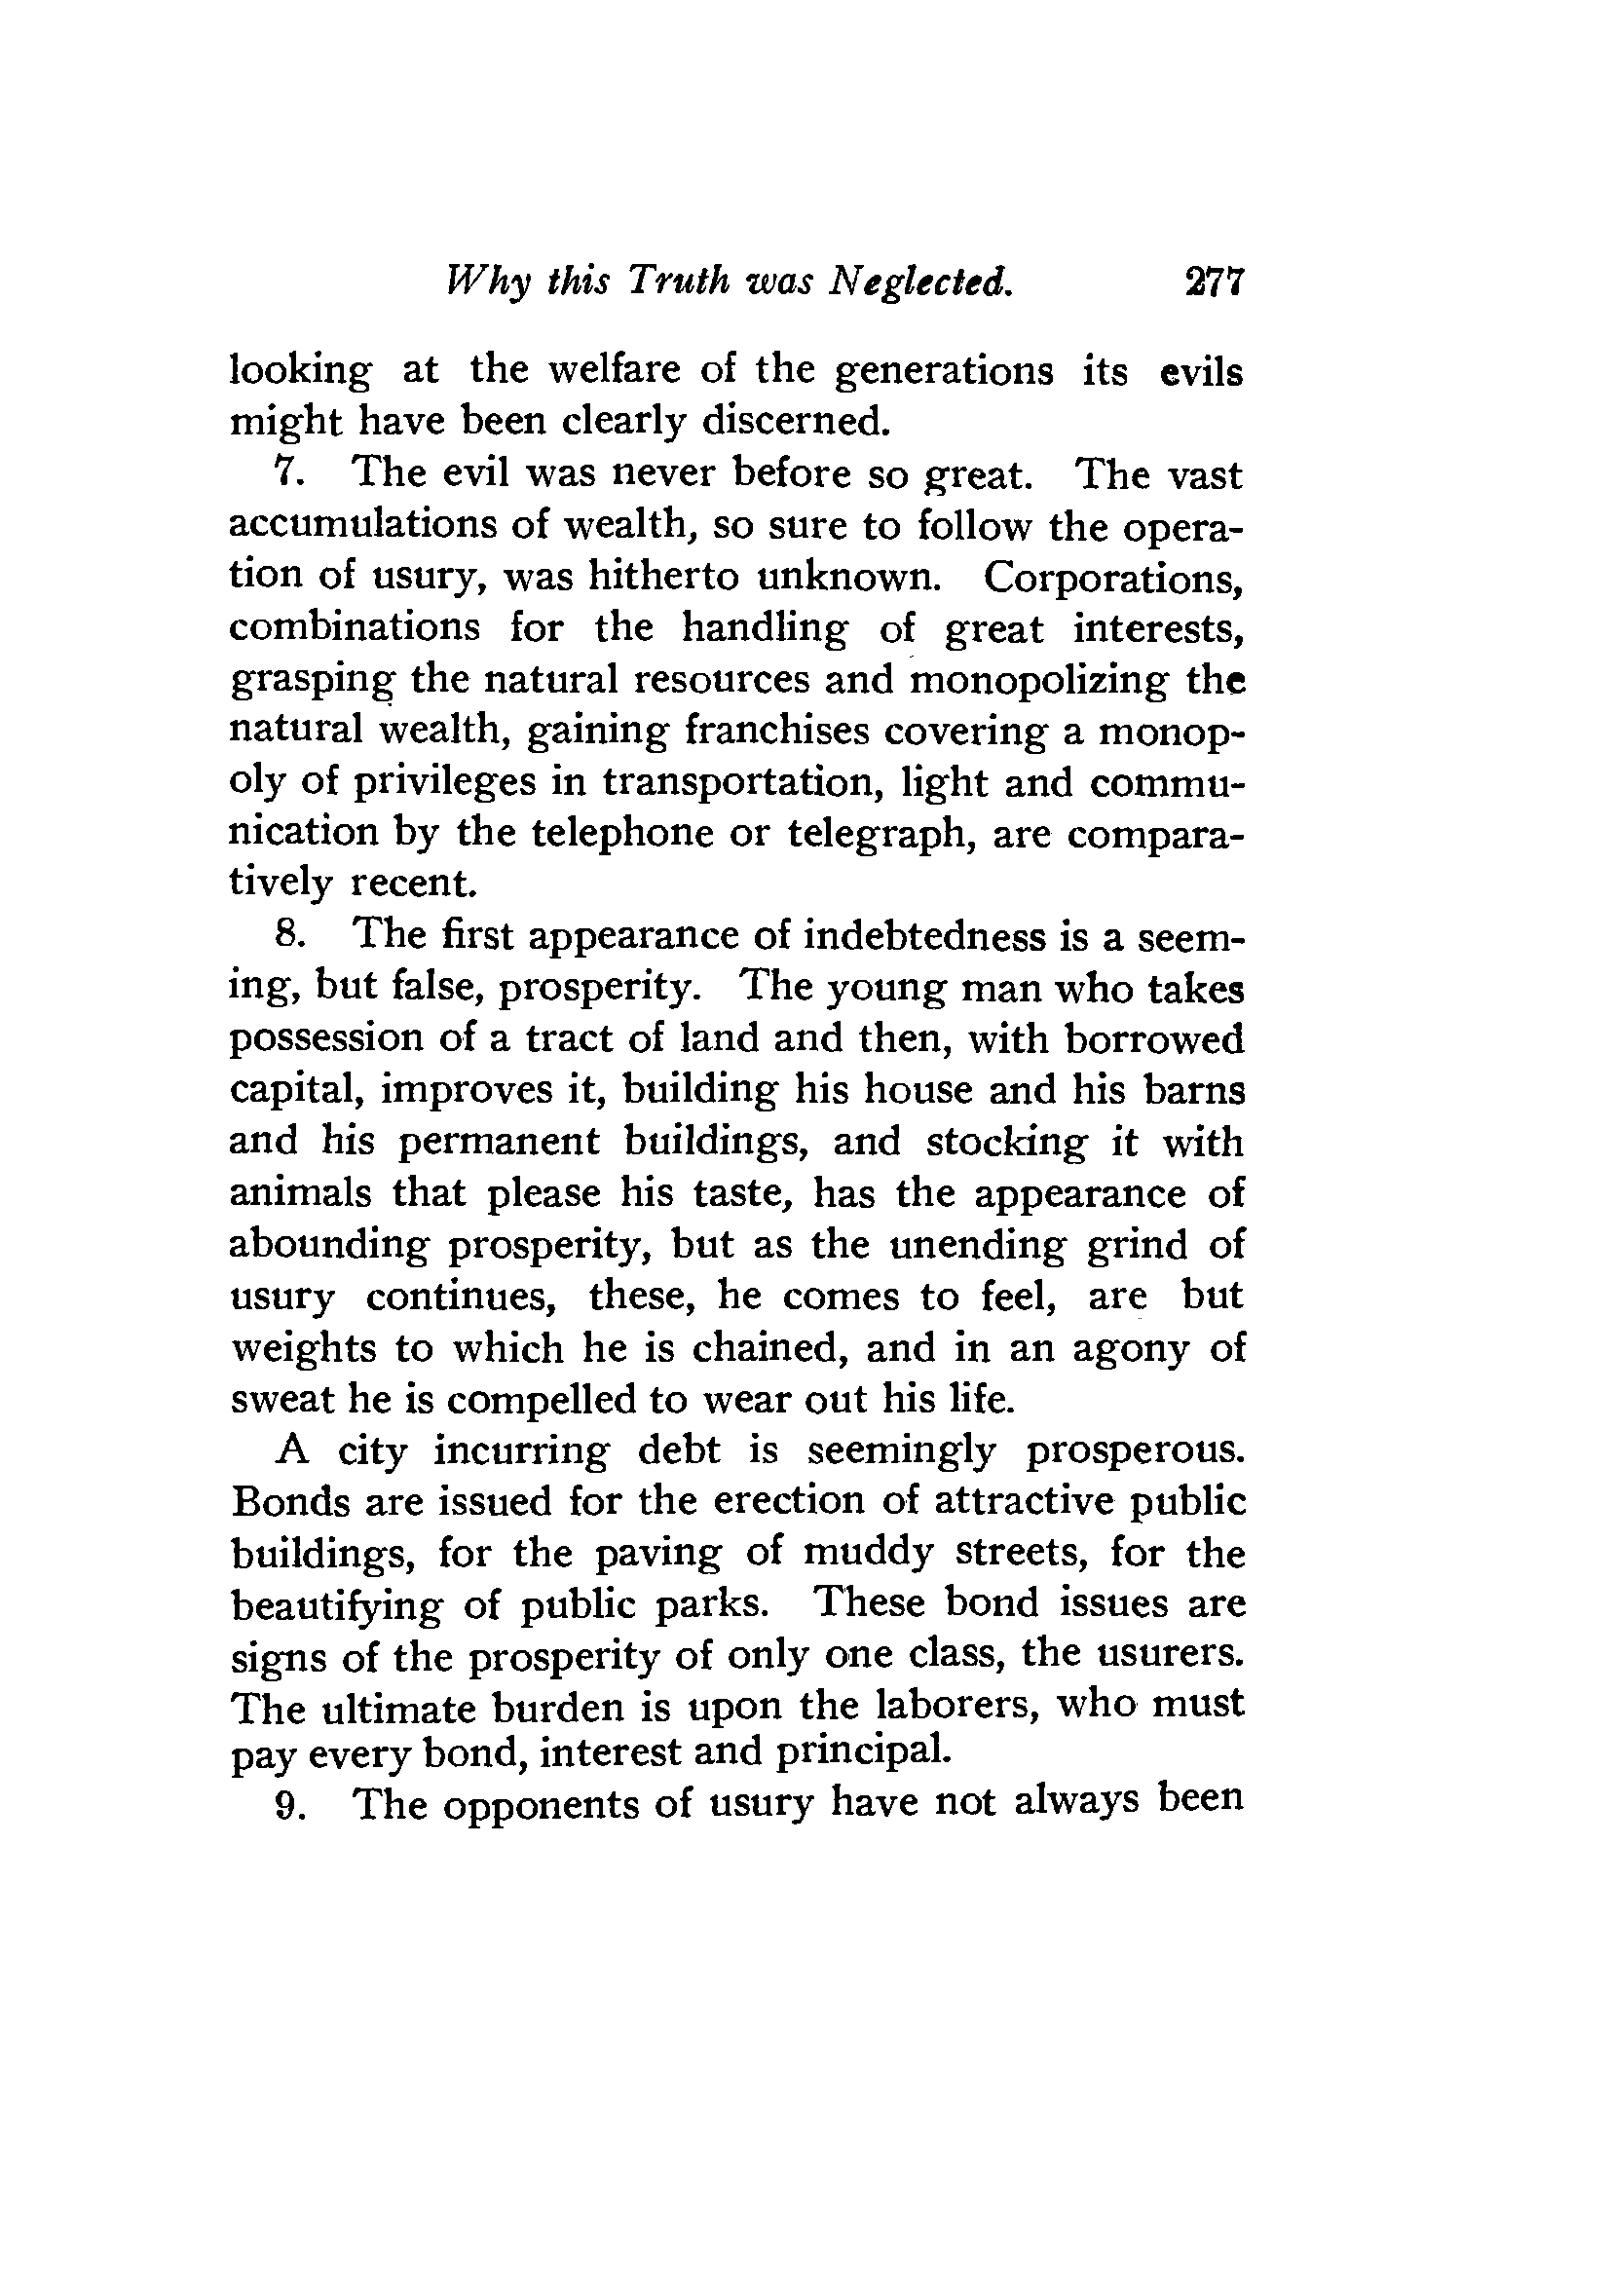 Why this Truth was Neglected. 277
looking at the welfare of the generations its evils
might have been clearly discerned.
7. The evil was never before so great. The vast
accumulations of wealth, so sure to follow the opera-
tion of usury, was hitherto unknown. Corporations,
combinations for the handling of great interests,
grasping the natural resources and monopolizing the
natural wealth, gaining franchises covering a monop-
oly of privileges in transportation, light and commu-
nication by the telephone or telegraph, are compara-
tively recent.
8. The first appearance of indebtedness is a seem-
ing, but false, prosperity. The young man who takes
possession of a tract of land and then, with borrowed
capital, improves it, building his house and his barns
and his permanent buildings, and stocking it with
animals that please his taste, has the appearance of
abounding prosperity, but as the unending grind of
usury continues, these, he comes to feel, are but
weights to which he is chained, and in an agony of
sweat he is compelled to wear out his life.
A city incurring debt is seemingly prosperous.
Bonds are issued for the erection of attractive public
buildings, for the paving of muddy streets, for the
beautifying of public parks. These bond issues are
signs of the prosperity of only one class, the usurers.
The ultimate burden is upon the laborers, who must
pay every bond, interest and principal.
9. The opponents of usury have not always been